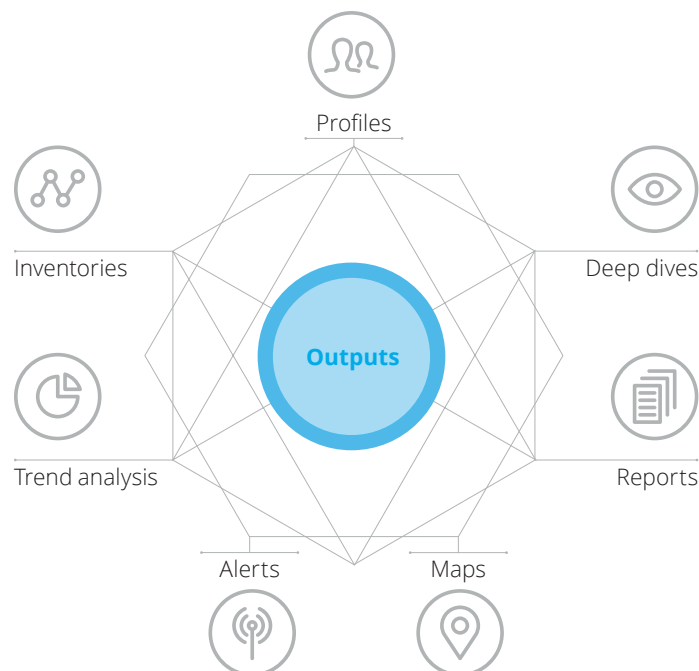 Profiles
Inventories
Deep dives
Outputs
Trend analysis
Reports
Alerts
Maps